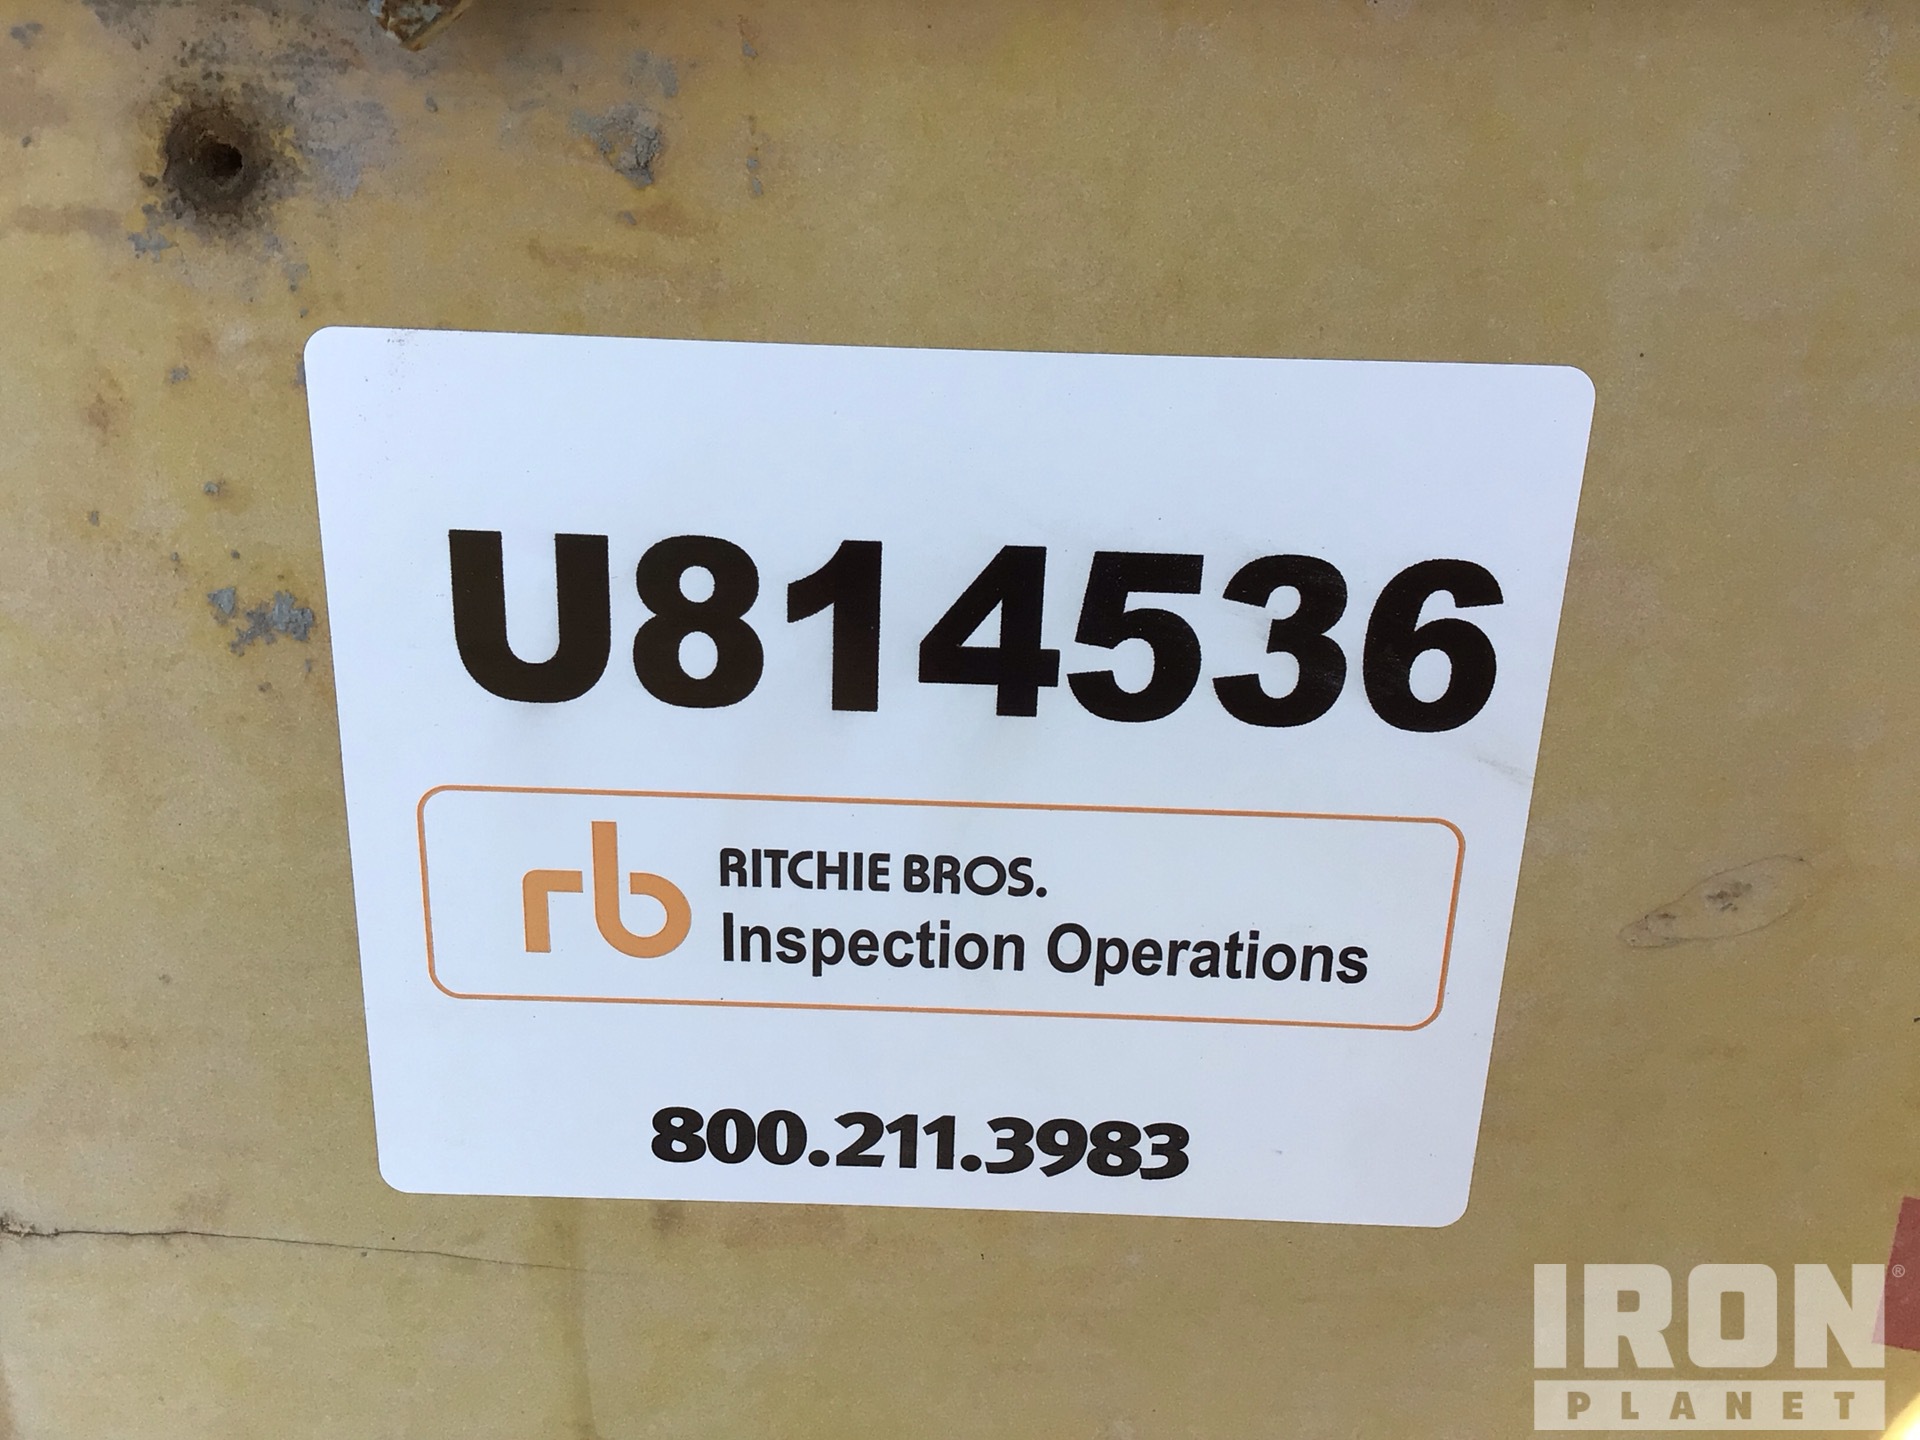 U814536
rb RITCHIE BROS.
Inspection Operations
800.211.3983
IRON®
PLANET